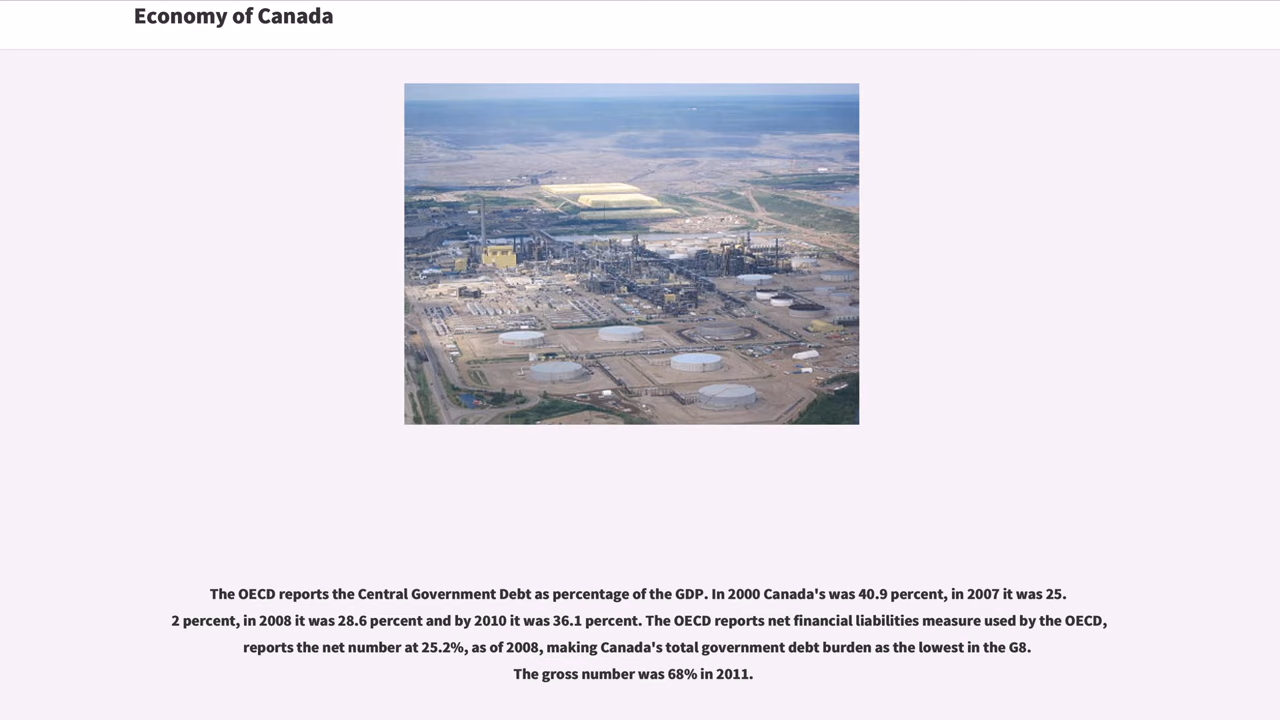 Economy of Canada
The OECD reports the Central Government Debt as percentage of the GDP. In 2000 Canada's was 40.9 percent, in 2007 it was 25.
2 percent, in 2008 it was 28.6 percent and by 2010 it was 36.1 percent. The OECD reports net financial liabilities measure used by the OECD,
reports the net number at 25.2%, as of 2008, making Canada's total government debt burden as the lowest in the G8.
The gross number was 68% in 2011.